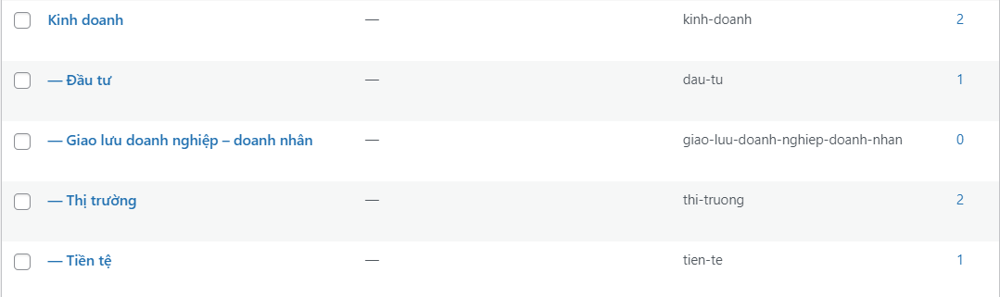 Kinh doanh — kinh-doanh 2
— Đầu tư — dau-tu 1
— Giao lưu doanh nghiệp – doanh nhân — giao-luu-doanh-nghiep-doanh-nhan 0
— Thị trường — thi-truong 2
— Tiền tệ — tien-te 1